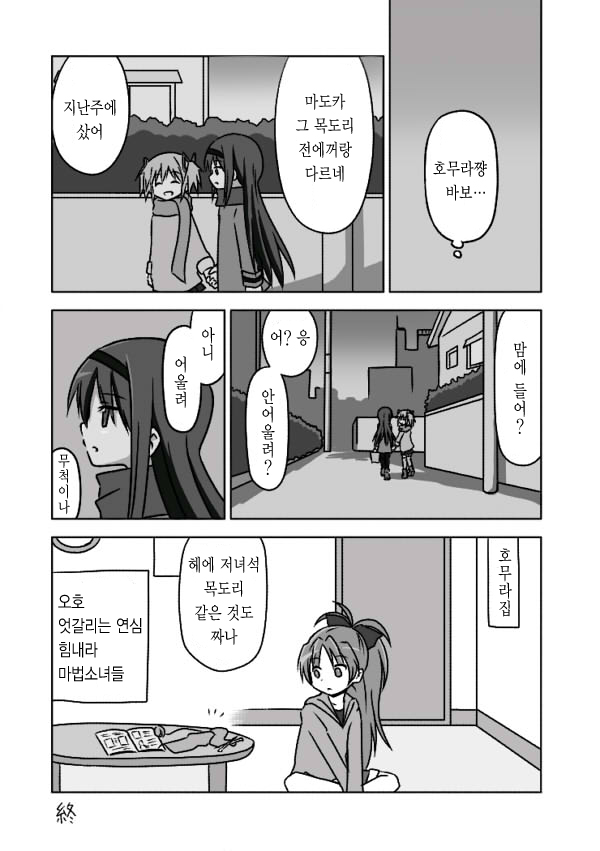 호무라쨩
바보…
마도카
그 목도리
전에꺼랑
다르네
지난주에
샀어
맘에 들어?
어? 응
안어울려?
아니
어울려
무척이나
호무라집
헤에 저녀석
목도리
같은 것도
짜나
오호
엇갈리는 연심
힘내라
마법소녀들
終